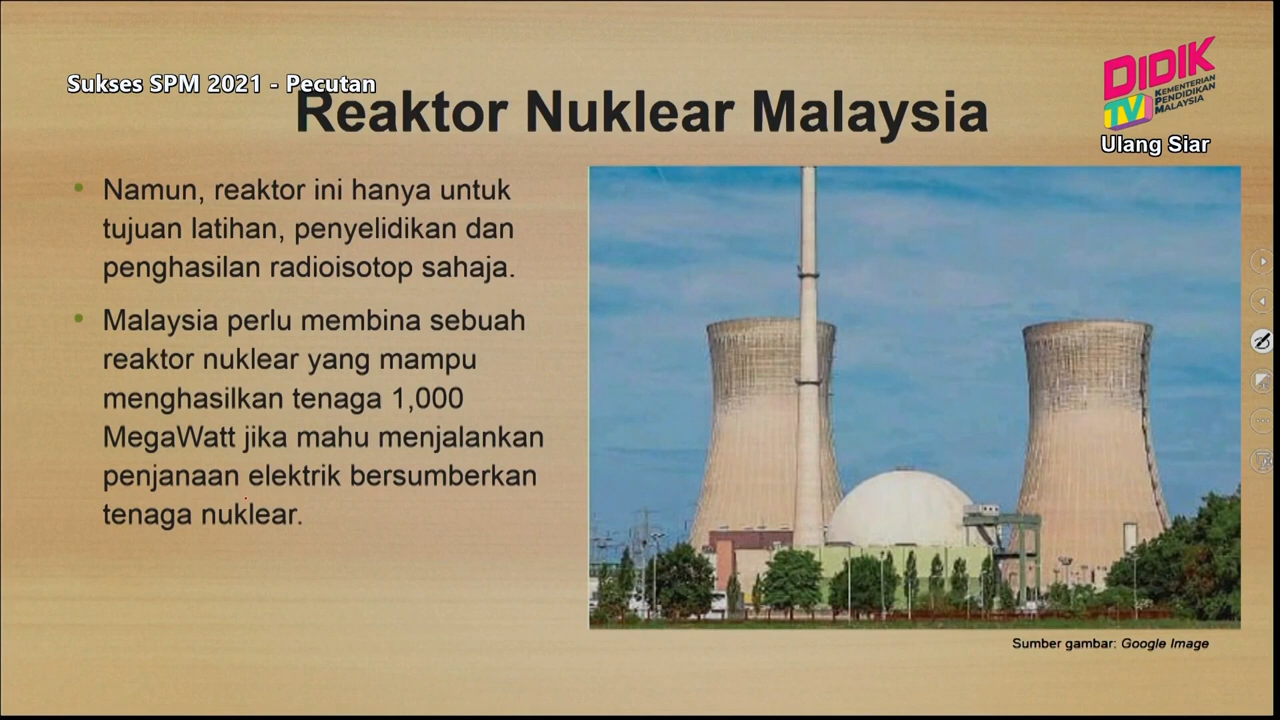 Sukses SPM 2021 - Pecutan
Reaktor Nuklear Malaysia
DIDIK
TV
KEMENTERIAN
PENDIDIKAN
MALAYSIA
Ulang Siar
Namun, reaktor ini hanya untuk
tujuan latihan, penyelidikan dan
penghasilan radioisotop sahaja.
Malaysia perlu membina sebuah
reaktor nuklear yang mampu
menghasilkan tenaga 1,000
MegaWatt jika mahu menjalankan
penjanaan elektrik bersumberkan
tenaga nuklear.
Sumber gambar: Google Image